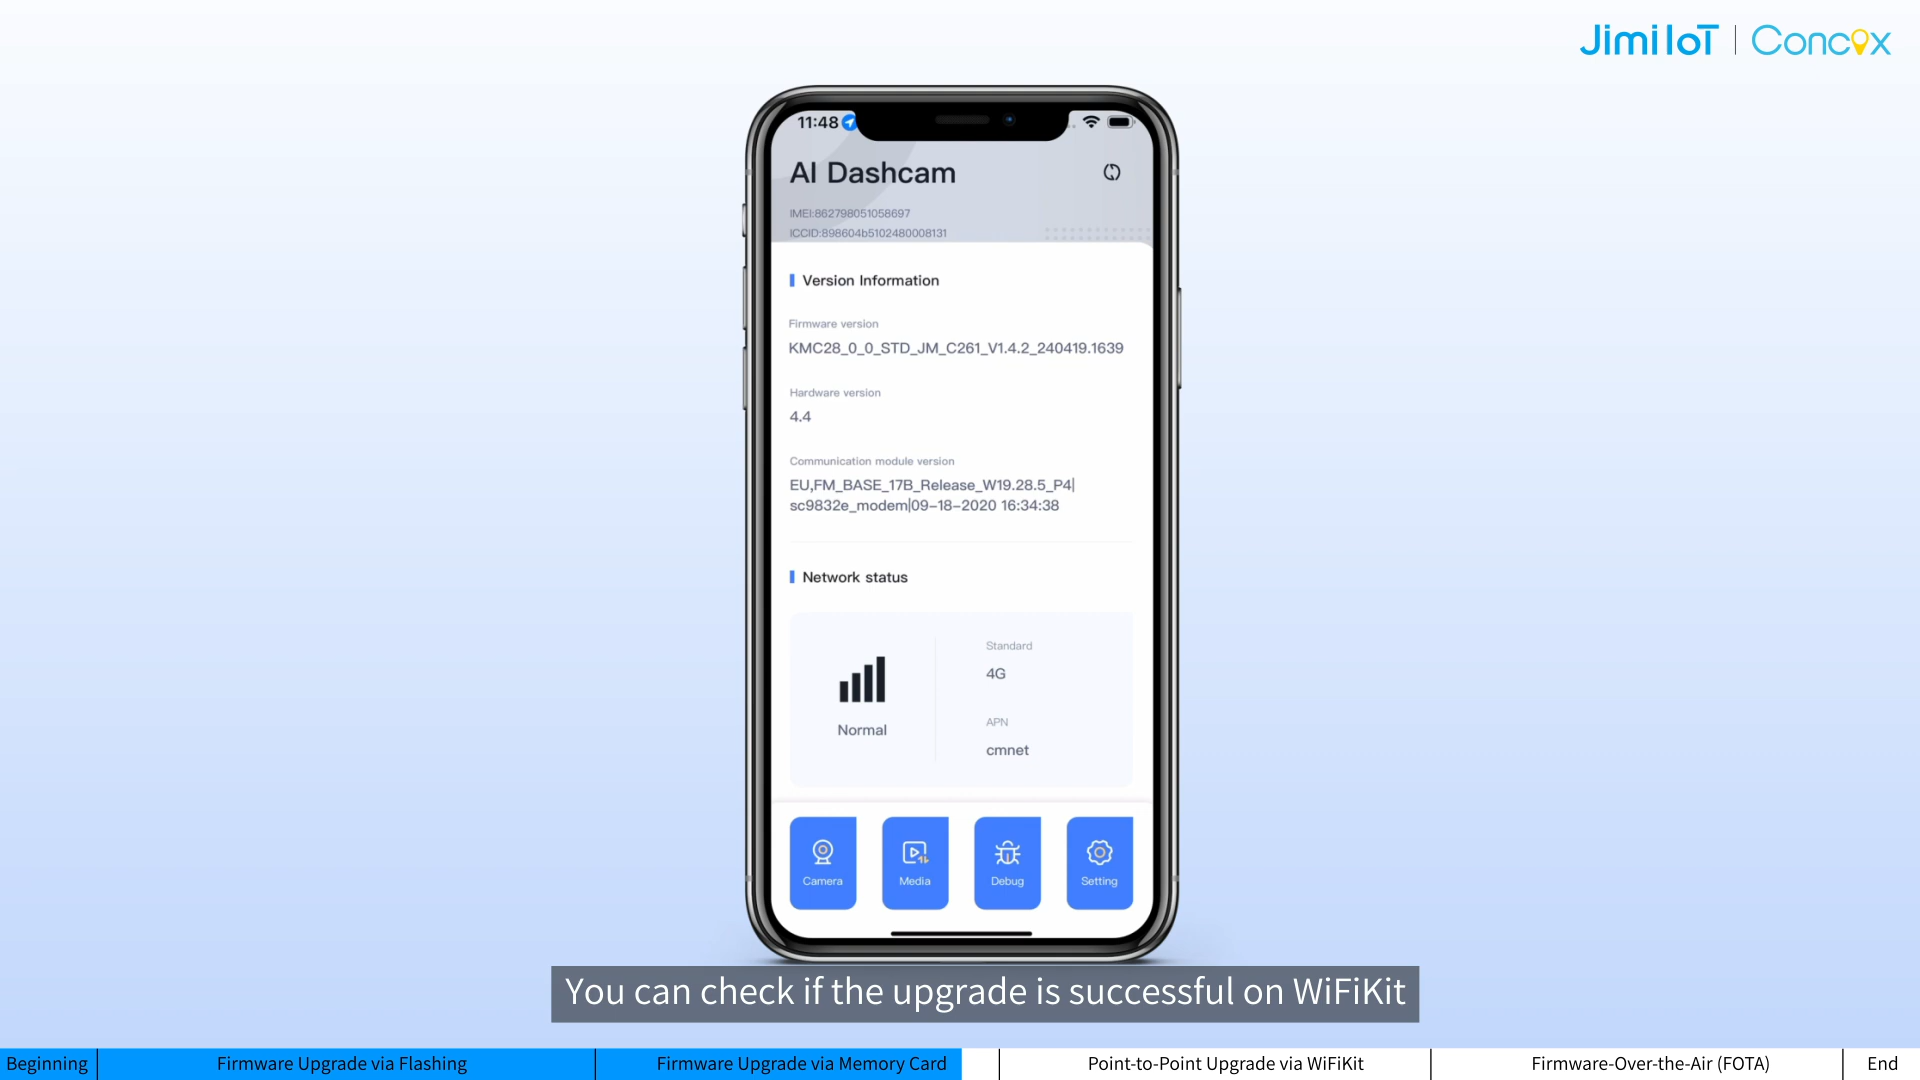 JimiIoT | Concox
11:48
AI Dashcam
IMEI:862798051058697
ICCID:898604b5102480008131
Version Information
Firmware version
KMC28_0_0_STD_JM_C261_V1.4.2_240419.1639
Hardware version
4.4
Communication module version
EU,FM_BASE_17B_Release_W19.28.5_P4|
sc9832e_modem|09-18-2020 16:34:38
Network status
Standard
4G
Normal
APN
cmnet
Camera
Media
Debug
Setting
You can check if the upgrade is successful on WiFiKit
Beginning
Firmware Upgrade via Flashing
Firmware Upgrade via Memory Card
Point-to-Point Upgrade via WiFiKit
Firmware-Over-the-Air (FOTA)
End